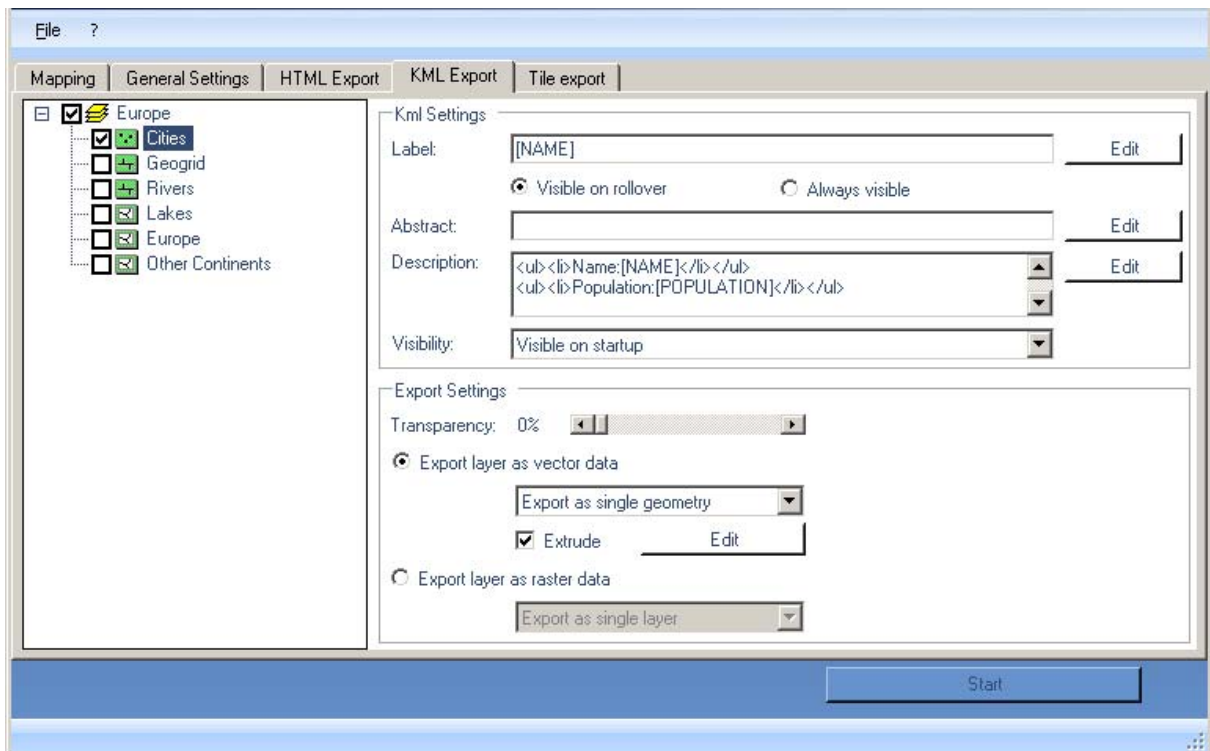 File ?
Mapping General Settings HTML Export KML Export Tile export
Europe
Cities
Geogrid
Rivers
Lakes
Europe
Other Continents
Kml Settings
Label: [NAME] Edit
Visible on rollover Always visible
Abstract: Edit
Description: <ul><li>Name:[NAME]</li></ul> Edit
<ul><li>Population:[POPULATION]</li></ul>
Visibility: Visible on startup
Export Settings
Transparency: 0%
Export layer as vector data
Export as single geometry
Extrude Edit
Export layer as raster data
Export as single layer
Start